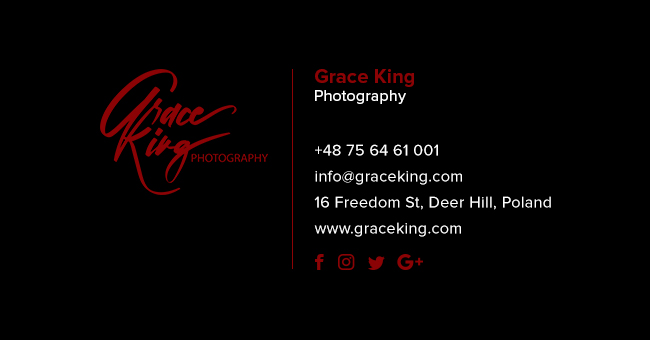 Grace
King
PHOTOGRAPHY
Grace King
Photography
+48 75 64 61 001
info@graceking.com
16 Freedom St, Deer Hill, Poland
www.graceking.com